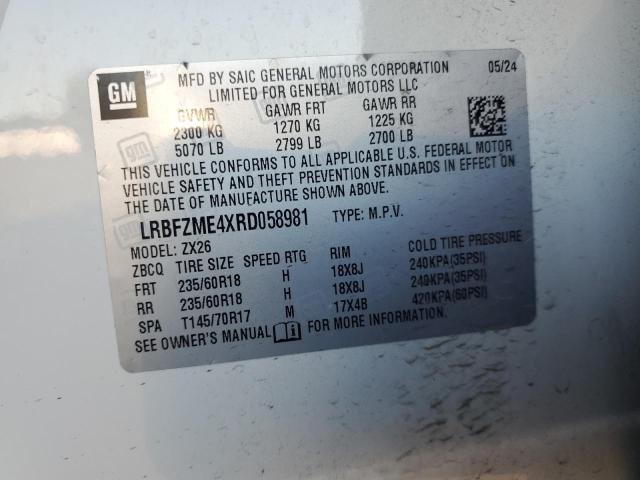 GM
MFD BY SAIC GENERAL MOTORS CORPORATION 05/24
LIMITED FOR GENERAL MOTORS LLC
GVWR GAWR FRT GAWR RR
2300 KG 1270 KG 1225 KG
5070 LB 2799 LB 2700 LB
THIS VEHICLE CONFORMS TO ALL APPLICABLE U.S. FEDERAL MOTOR
VEHICLE SAFETY AND THEFT PREVENTION STANDARDS IN EFFECT ON
THE DATE OF MANUFACTURE SHOWN ABOVE.
LRBFZME4XRD058981 TYPE: M.P.V.
MODEL: ZX26
ZBCQ TIRE SIZE SPEED RTG RIM COLD TIRE PRESSURE
FRT 235/60R18 H 18X8J 240KPA(35PSI)
RR 235/60R18 H 18X8J 240KPA(35PSI)
SPA T145/70R17 M 17X4B 420KPA(60PSI)
SEE OWNER'S MANUAL FOR MORE INFORMATION.